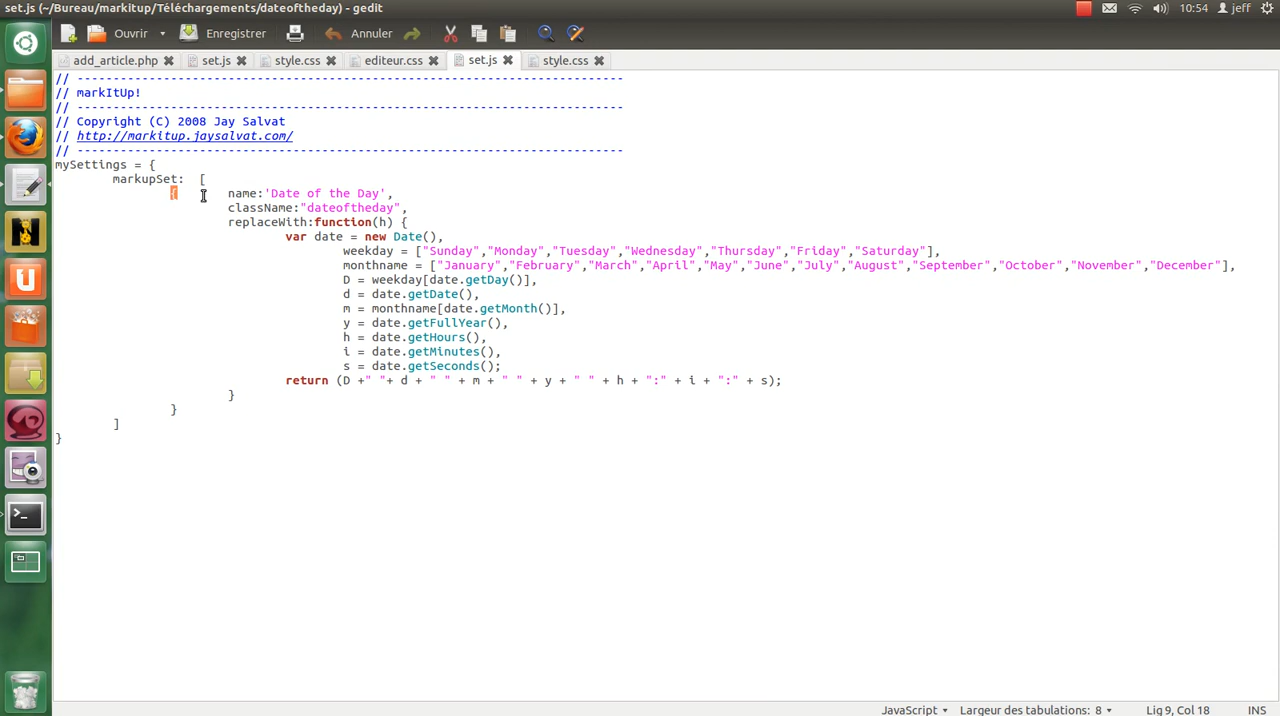 set.js (~/Bureau/markitup/Téléchargements/dateoftheday) - gedit
10:54 jeff
Ouvrir Enregistrer Annuler
add_article.php set.js style.css editeur.css set.js style.css
// ----------------------------------------------------------------------------
// markItUp!
// ----------------------------------------------------------------------------
// Copyright (C) 2008 Jay Salvat
// http://markitup.jaysalvat.com/
// ----------------------------------------------------------------------------
mySettings = {
markupSet: [
{ name:'Date of the Day',
className:"dateoftheday",
replaceWith:function(h) {
var date = new Date(),
weekday = ["Sunday","Monday","Tuesday","Wednesday","Thursday","Friday","Saturday"],
monthname = ["January","February","March","April","May","June","July","August","September","October","November","December"],
D = weekday[date.getDay()],
d = date.getDate(),
m = monthname[date.getMonth()],
y = date.getFullYear(),
h = date.getHours(),
i = date.getMinutes(),
s = date.getSeconds();
return (D +" "+ d + " " + m + " " + y + " " + h + ":" + i + ":" + s);
}
}
]
}
JavaScript Largeur des tabulations: 8 Lig 9, Col 18 INS